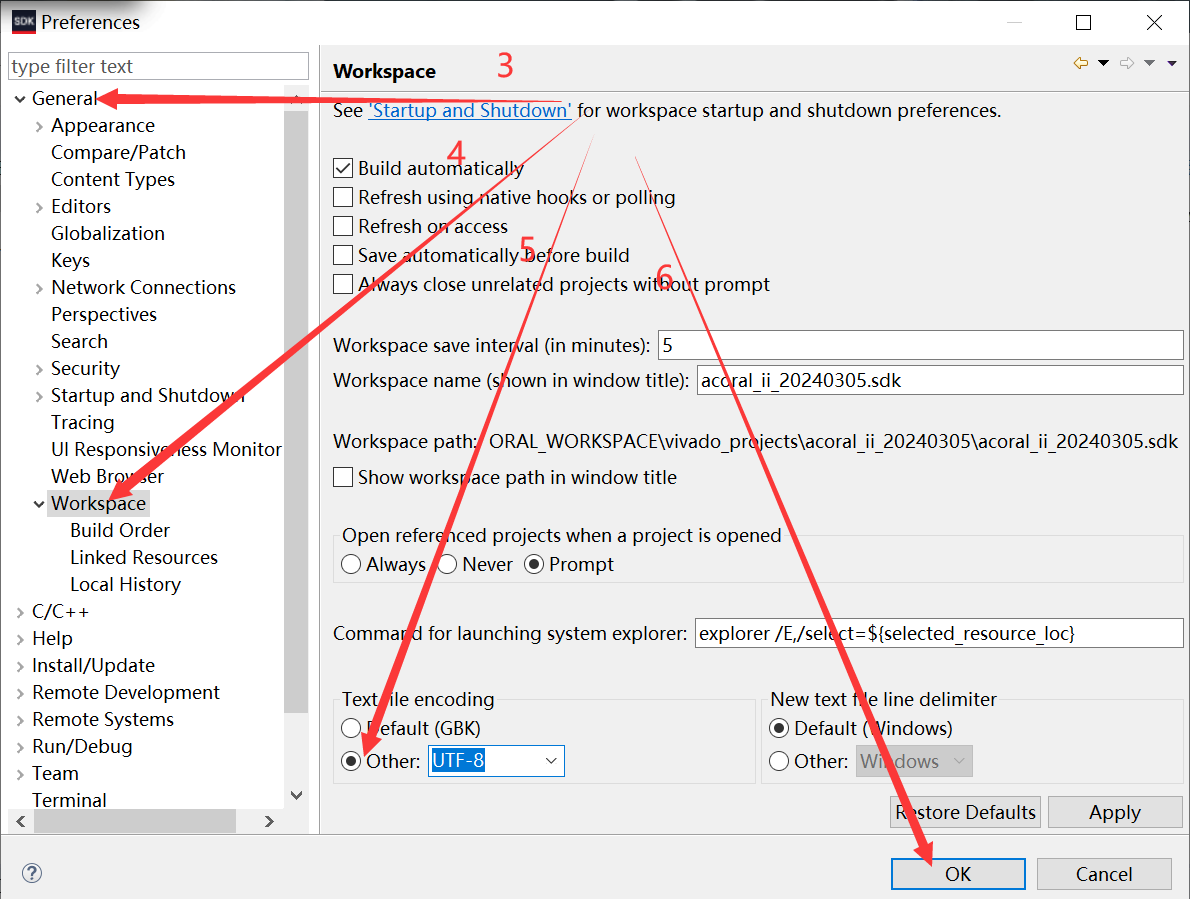 SDK Preferences
type filter text
General
Appearance
Compare/Patch
Content Types
Editors
Globalization
Keys
Network Connections
Perspectives
Search
Security
Startup and Shutdown
Tracing
UI Responsiveness Monitor
Web Browser
Workspace
Build Order
Linked Resources
Local History
C/C++
Help
Install/Update
Remote Development
Remote Systems
Run/Debug
Team
Terminal
Workspace
3
See 'Startup and Shutdown' for workspace startup and shutdown preferences.
4
Build automatically
Refresh using native hooks or polling
Refresh on access
5
Save automatically before build
6
Always close unrelated projects without prompt
Workspace save interval (in minutes): 5
Workspace name (shown in window title): acoral_ii_20240305.sdk
Workspace path: ORAL_WORKSPACE\vivado_projects\acoral_ii_20240305\acoral_ii_20240305.sdk
Show workspace path in window title
Open referenced projects when a project is opened
Always Never Prompt
Command for launching system explorer: explorer /E,/select=${selected_resource_loc}
Text file encoding
Default (GBK)
Other: UTF-8
New text file line delimiter
Default (Windows)
Other: Windows
Restore Defaults Apply
? OK Cancel